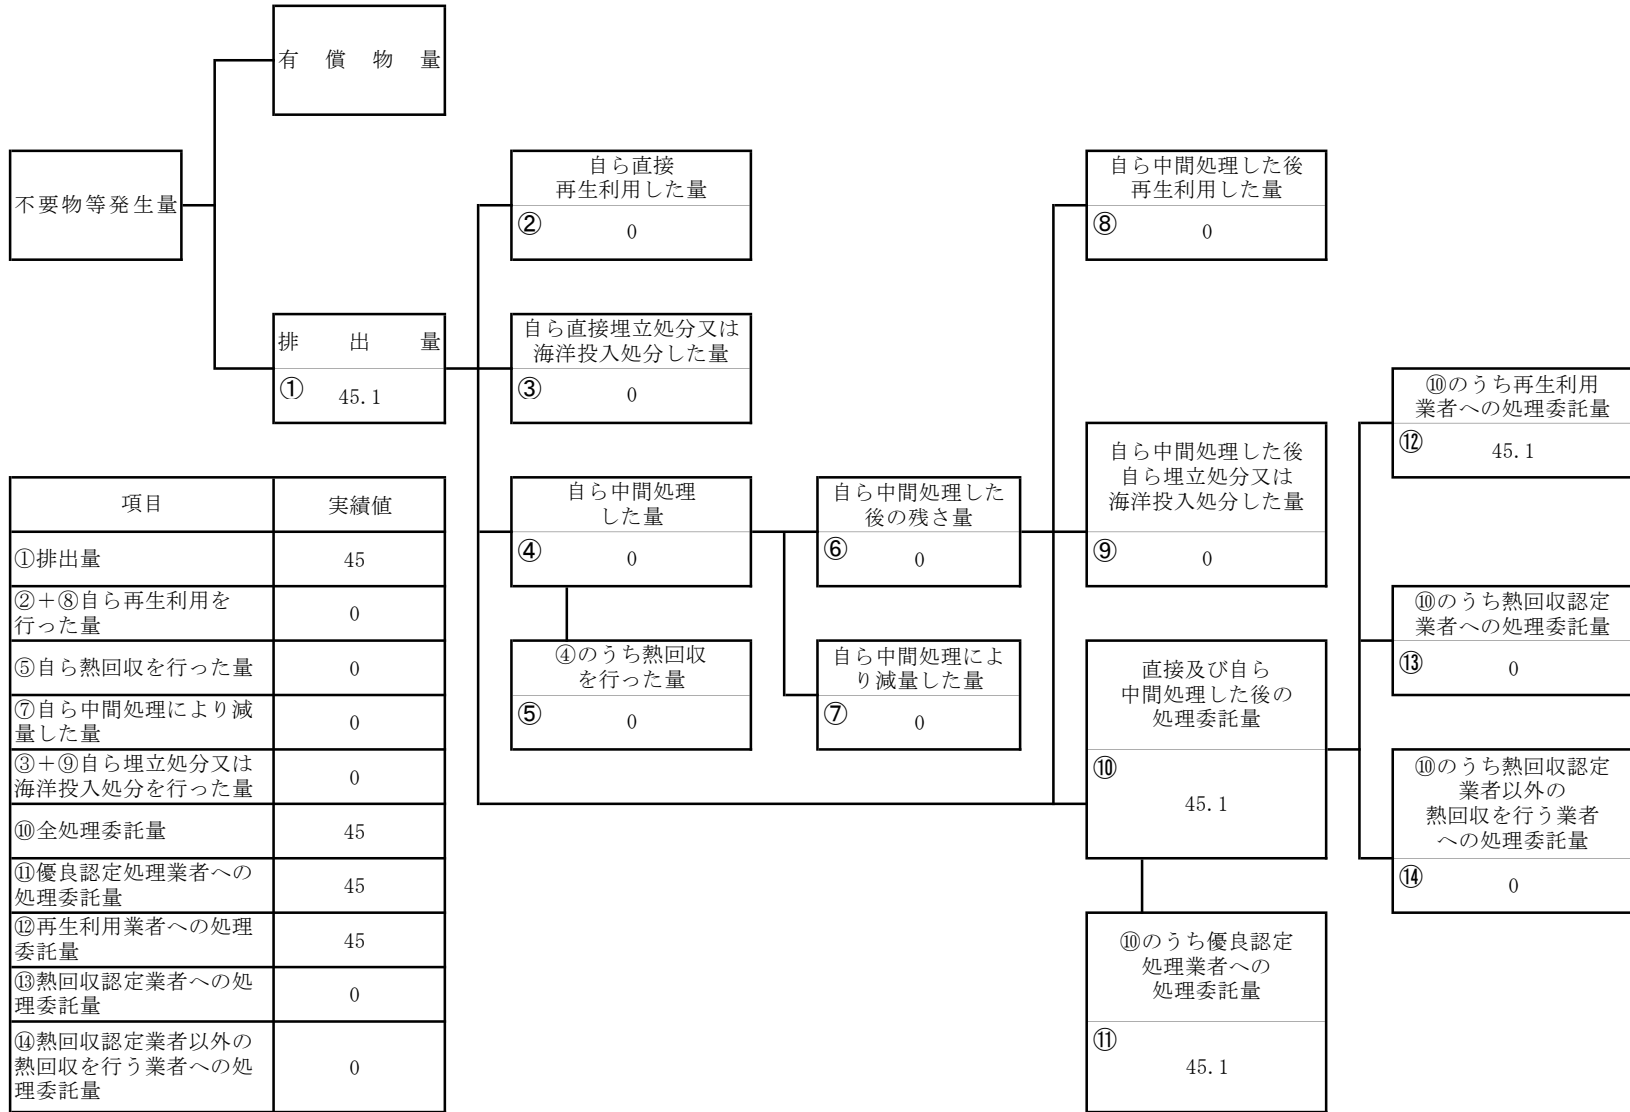 有償物量
不要物等発生量
排出量
① 45.1
自ら直接
再生利用した量
② 0
自ら直接埋立処分又は
海洋投入処分した量
③ 0
自ら中間処理
した量
④ 0
④のうち熱回収
を行った量
⑤ 0
自ら中間処理した
後の残さ量
⑥ 0
自ら中間処理によ
り減量した量
⑦ 0
自ら中間処理した後
再生利用した量
⑧ 0
自ら中間処理した後
自ら埋立処分又は
海洋投入処分した量
⑨ 0
直接及び自ら
中間処理した後の
処理委託量
⑩
45.1
⑩のうち優良認定
処理業者への
処理委託量
⑪
45.1
⑩のうち再生利用
業者への処理委託量
⑫ 45.1
⑩のうち熱回収認定
業者への処理委託量
⑬ 0
⑩のうち熱回収認定
業者以外の
熱回収を行う業者
への処理委託量
⑭ 0
項目 実績値
①排出量 45
②+⑧自ら再生利用を
行った量 0
⑤自ら熱回収を行った量 0
⑦自ら中間処理により減
量した量 0
③+⑨自ら埋立処分又は
海洋投入処分を行った量 0
⑩全処理委託量 45
⑪優良認定処理業者への
処理委託量 45
⑫再生利用業者への処理
委託量 45
⑬熱回収認定業者への処
理委託量 0
⑭熱回収認定業者以外の
熱回収を行う業者への処
理委託量 0